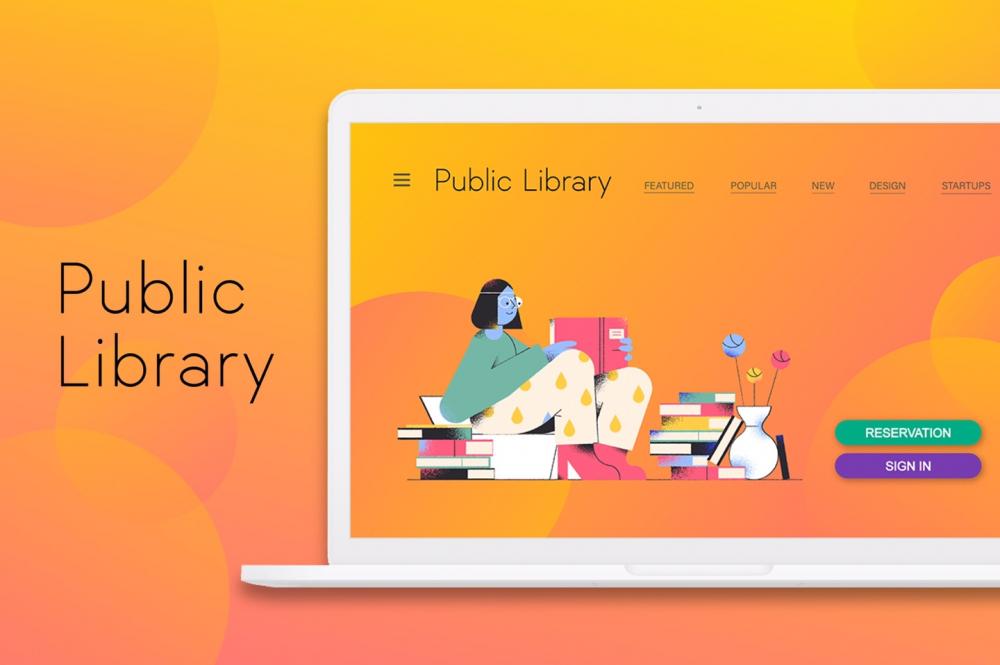 Public
Library
Public Library
FEATURED
POPULAR
NEW
DESIGN
STARTUPS
RESERVATION
SIGN IN